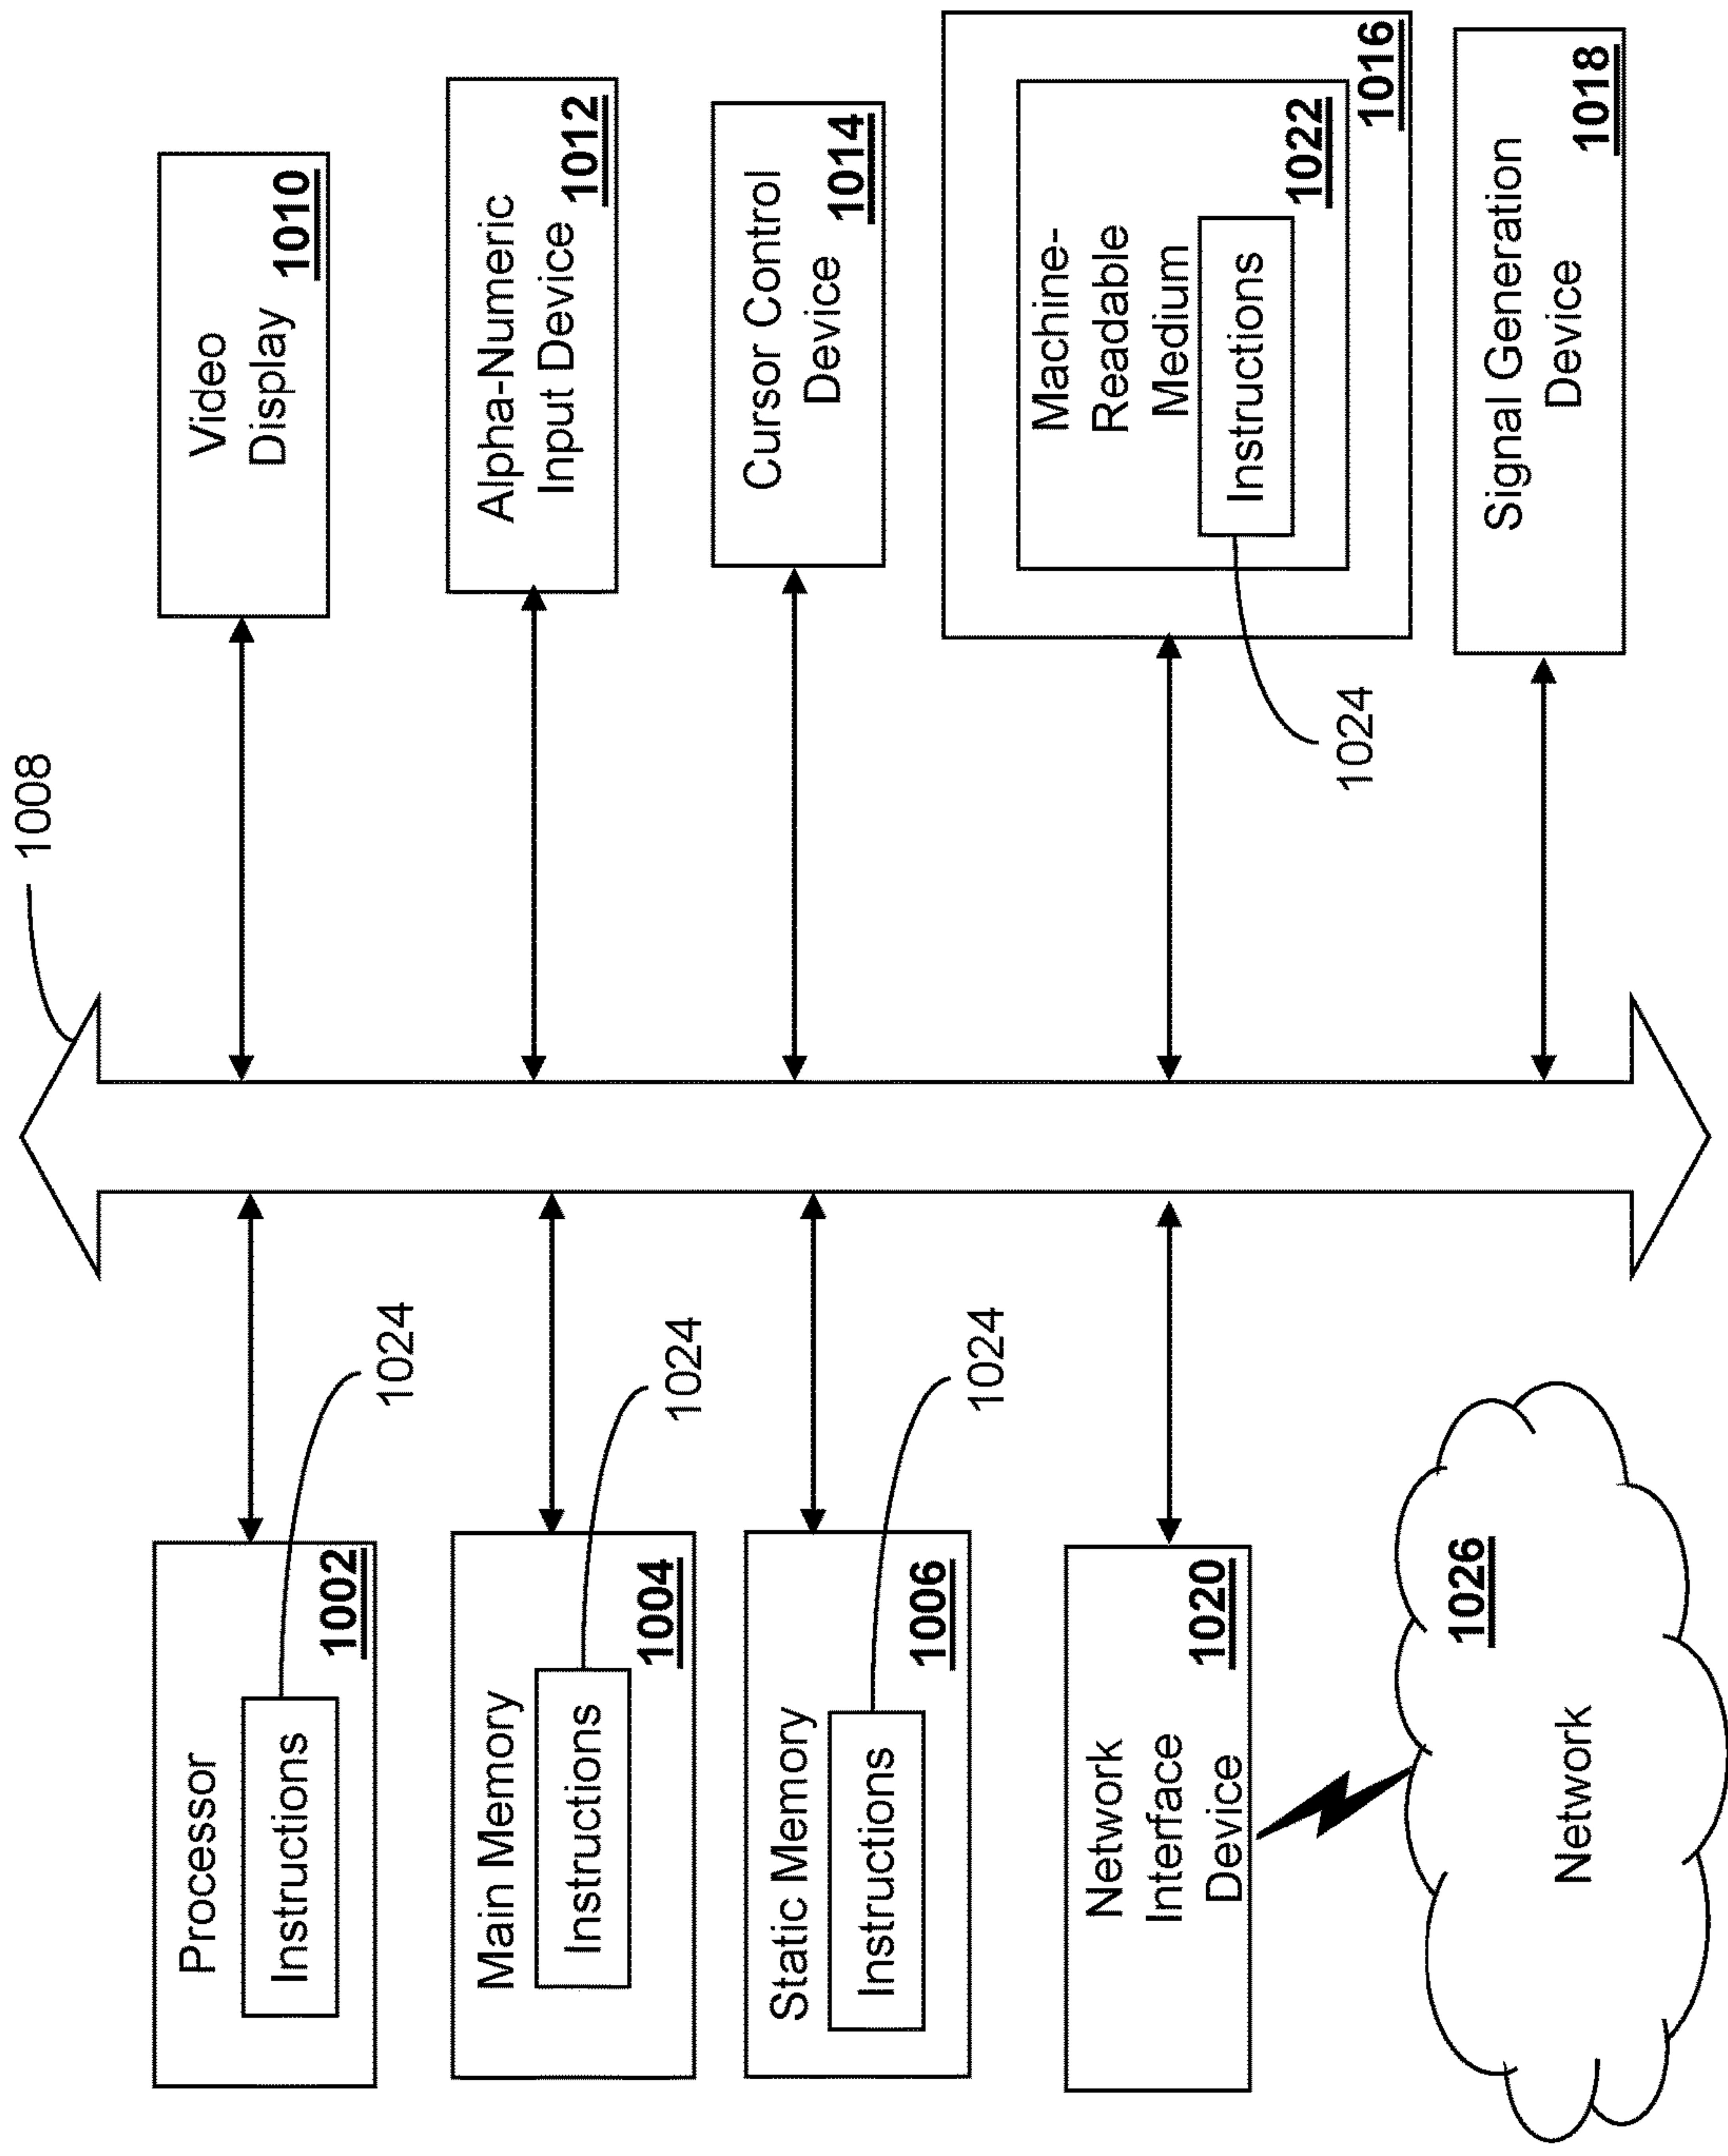 1008
Processor
Instructions
1002
1024
Main Memory
Instructions
1004
1024
Static Memory
Instructions
1006
1024
Network
Interface
Device
1020
Network
1026
Video
Display
1010
Alpha-Numeric
Input Device
1012
Cursor Control
Device
1014
Machine-
Readable
Medium
1022
Instructions
1016
1024
Signal Generation
Device
1018